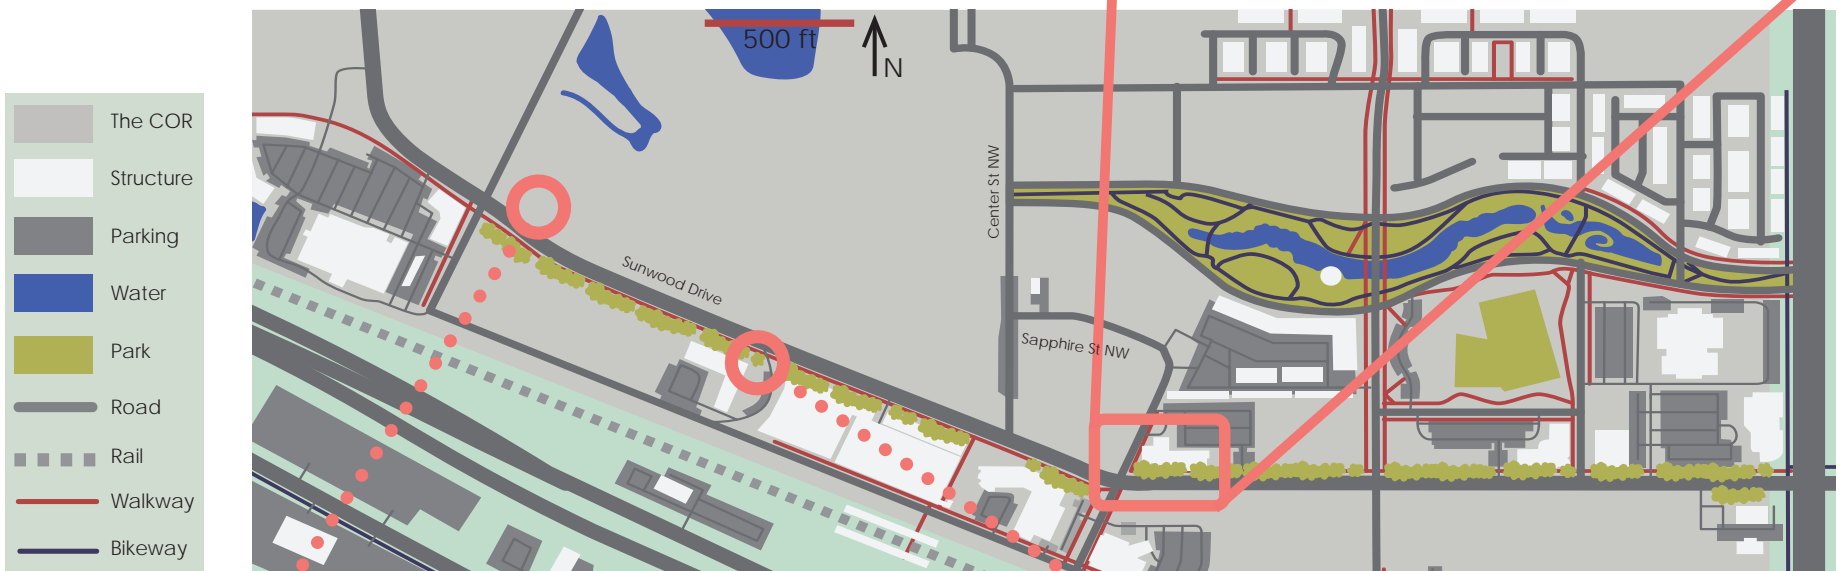 500 ft
N
The COR
Structure
Parking
Water
Park
Road
Rail
Walkway
Bikeway
Sunwood Drive
Center St NW
Sapphire St NW